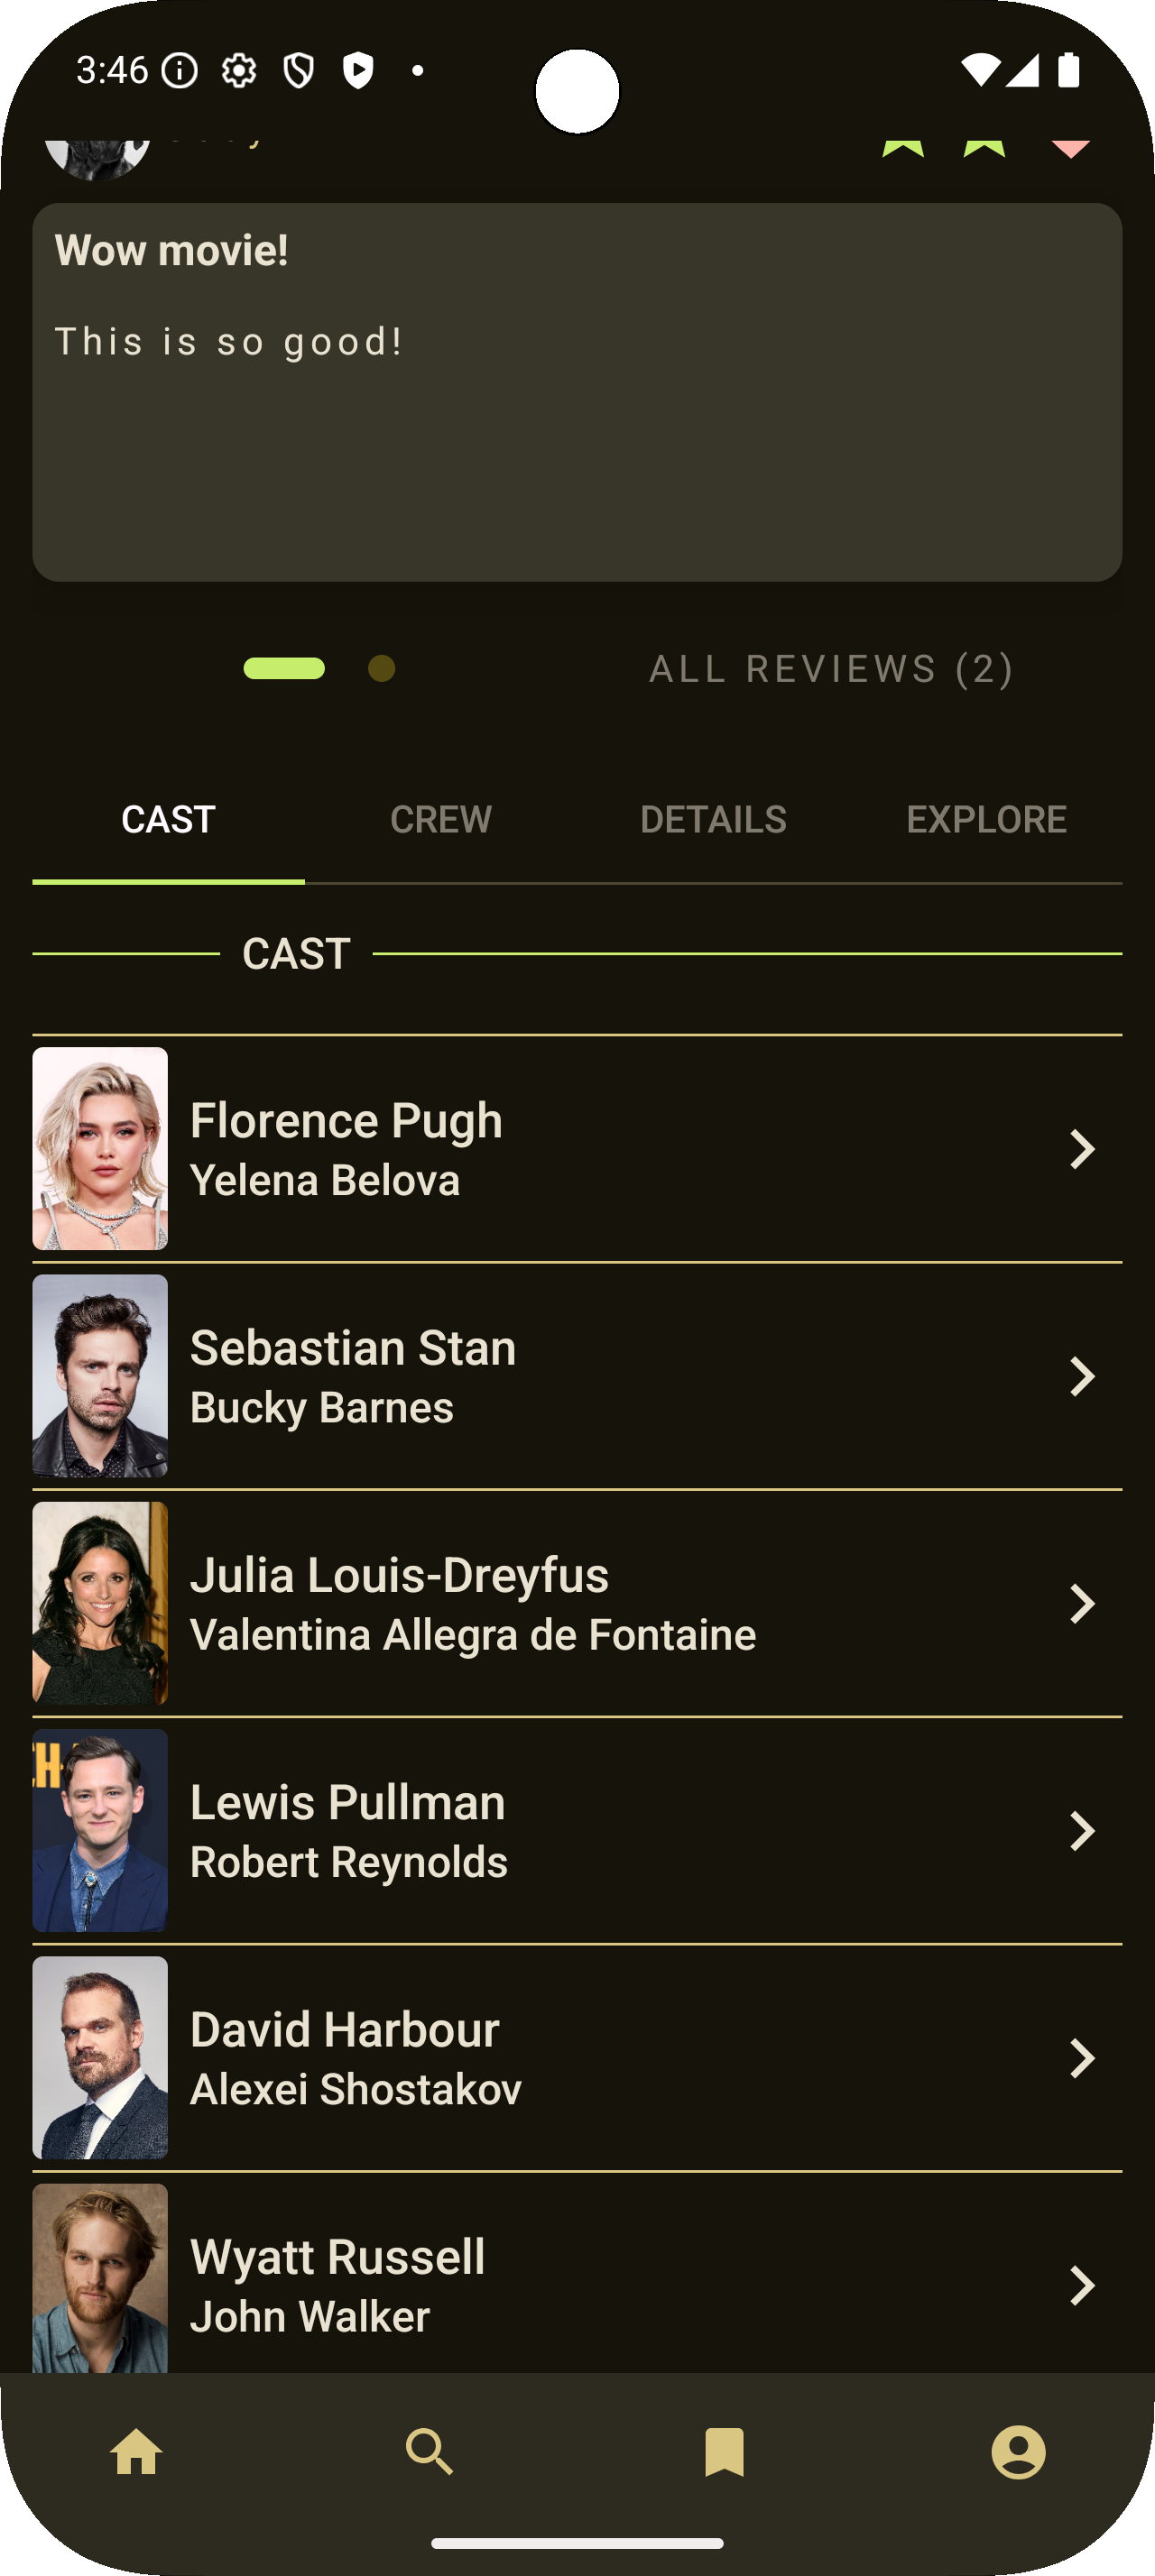 3:46
Wow movie!
This is so good!
ALL REVIEWS (2)
CAST CREW DETAILS EXPLORE
CAST
Florence Pugh
Yelena Belova
Sebastian Stan
Bucky Barnes
Julia Louis-Dreyfus
Valentina Allegra de Fontaine
Lewis Pullman
Robert Reynolds
David Harbour
Alexei Shostakov
Wyatt Russell
John Walker